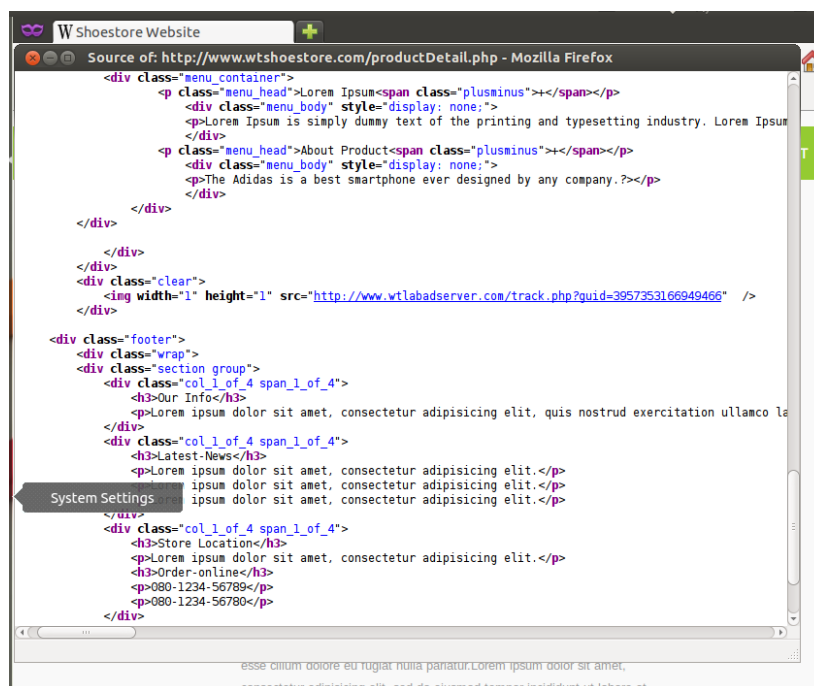 W Shoestore Website
Source of: http://www.wtshoestore.com/productDetail.php - Mozilla Firefox
<div class="menu_container">
<p class="menu_head">Lorem Ipsum<span class="plusminus">+</span></p>
<div class="menu_body" style="display: none;">
<p>Lorem Ipsum is simply dummy text of the printing and typesetting industry. Lorem Ipsum
</div>
<p class="menu_head">About Product<span class="plusminus">+</span></p>
<div class="menu_body" style="display: none;">
<p>The Adidas is a best smartphone ever designed by any company.?></p>
</div>
</div>
</div>
</div>
</div>
<div class="clear">
<img width="1" height="1" src="http://www.wtlabadserver.com/track.php?guid=3957353166949466" />
</div>
<div class="footer">
<div class="wrap">
<div class="section group">
<div class="col_1_of_4 span_1_of_4">
<h3>Our Info</h3>
<p>Lorem ipsum dolor sit amet, consectetur adipisicing elit, quis nostrud exercitation ullamco la
</div>
<div class="col_1_of_4 span_1_of_4">
<h3>Latest-News</h3>
<p>Lorem ipsum dolor sit amet, consectetur adipisicing elit.</p>
<p>Lorem ipsum dolor sit amet, consectetur adipisicing elit.</p>
System Settings
<p>Lorem ipsum dolor sit amet, consectetur adipisicing elit.</p>
</div>
<div class="col_1_of_4 span_1_of_4">
<h3>Store Location</h3>
<p>Lorem ipsum dolor sit amet, consectetur adipisicing elit.</p>
<h3>Order-online</h3>
<p>080-1234-56789</p>
<p>080-1234-56780</p>
</div>
T
esse cillum dolore eu fugiat nulla pariatur.Lorem ipsum dolor sit amet,